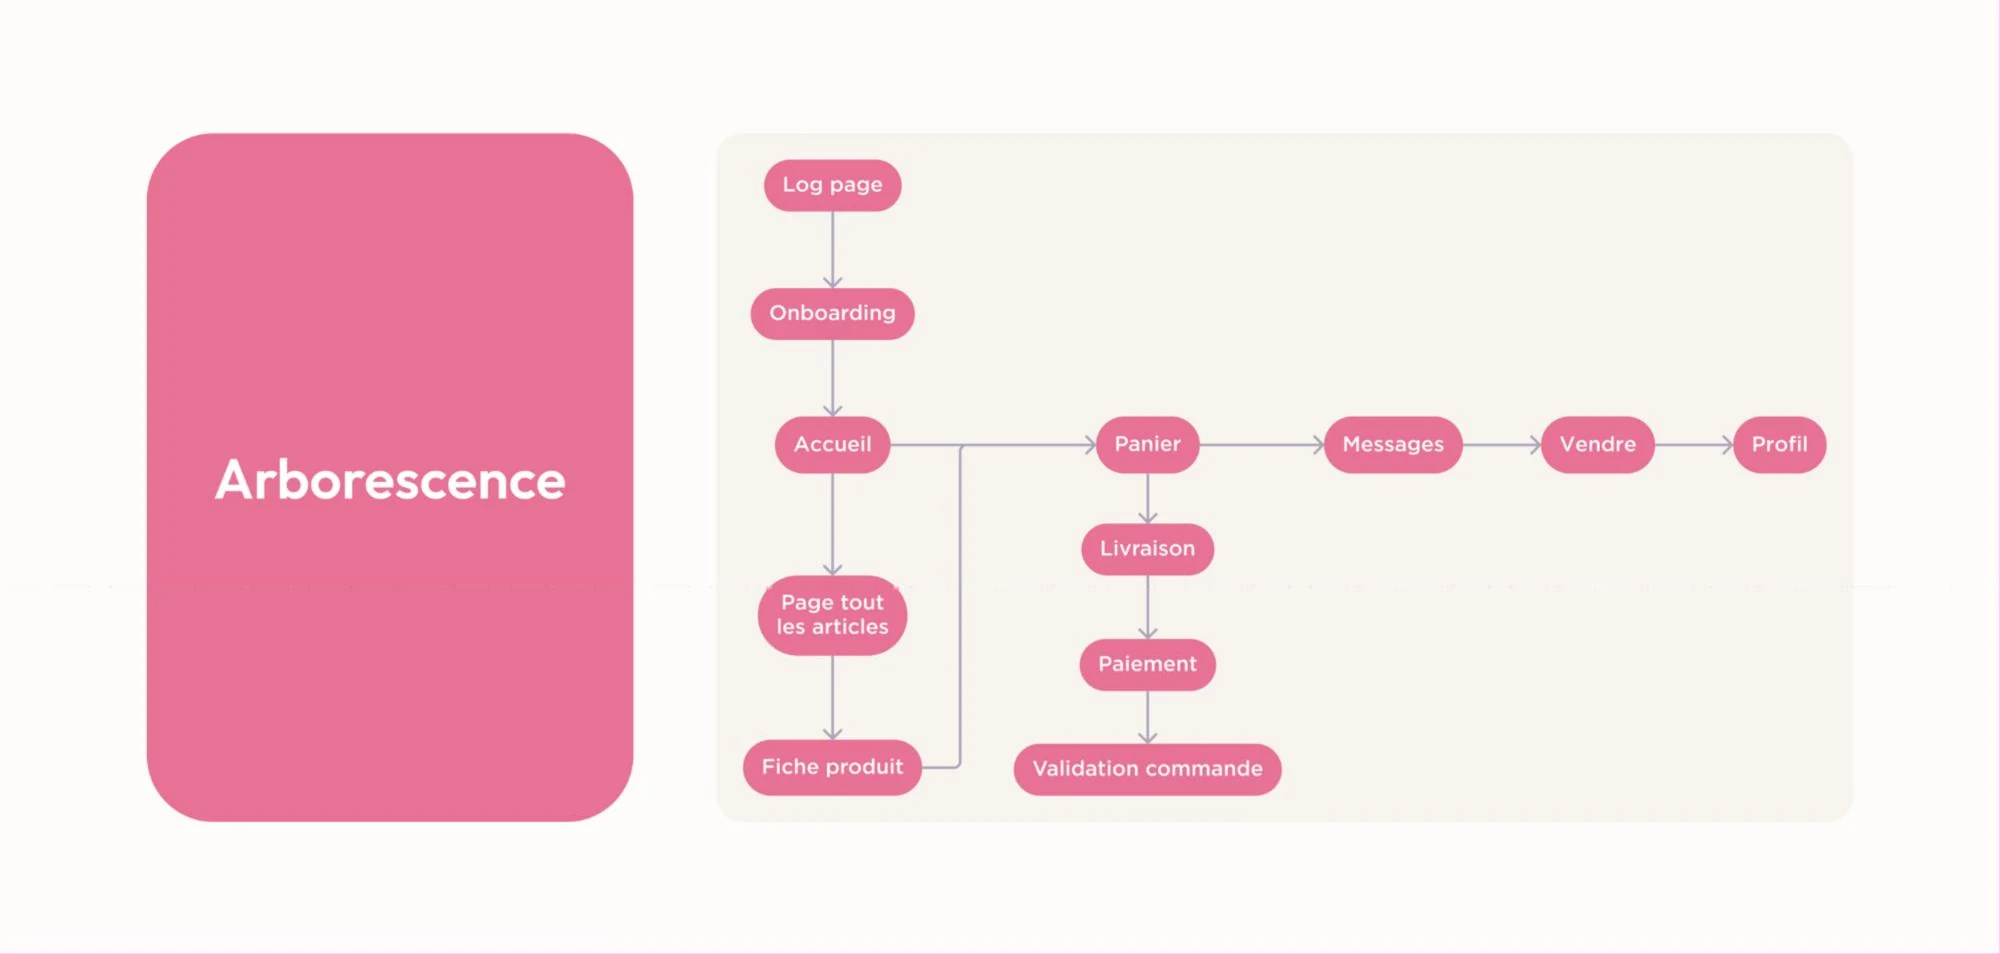 Arborescence
Log page
Onboarding
Accueil
Panier
Messages
Vendre
Profil
Livraison
Page tout
les articles
Paiement
Fiche produit
Validation commande